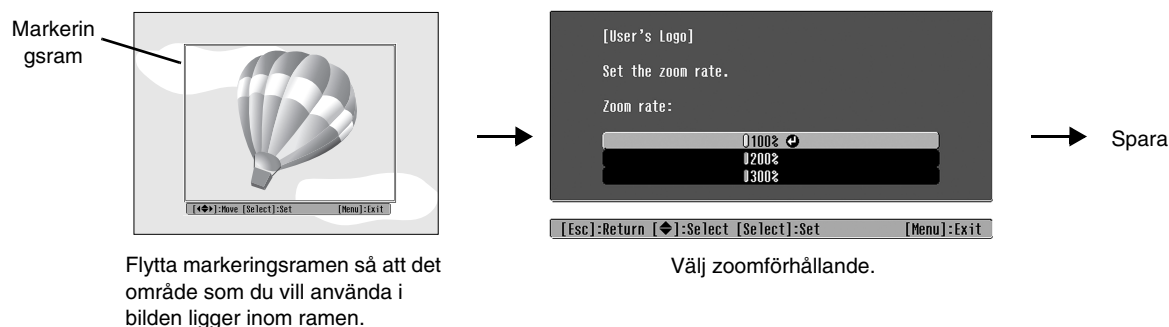 Markerin
gsram
[◀◆▶]:Move [Select]:Set [Menu]:Exit
Flytta markeringsramen så att det
område som du vill använda i
bilden ligger inom ramen.
[User's Logo]
Set the zoom rate.
Zoom rate:
100%
200%
300%
[Esc]:Return [◆]:Select [Select]:Set [Menu]:Exit
Välj zoomförhållande.
Spara